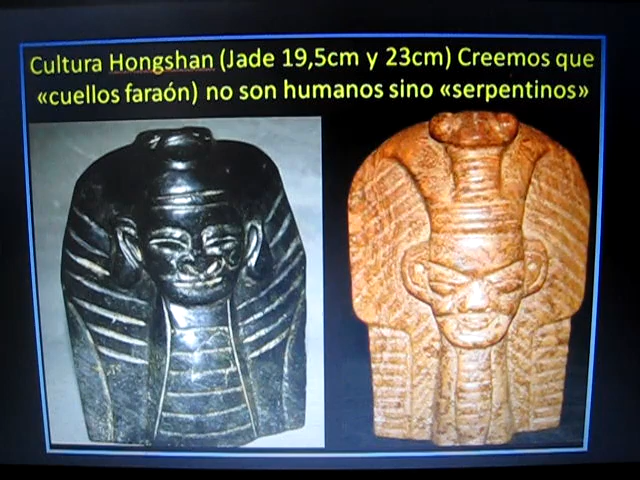 Cultura Hongshan (Jade 19,5cm y 23cm) Creemos que
«cuellos faraón) no son humanos sino «serpentinos»